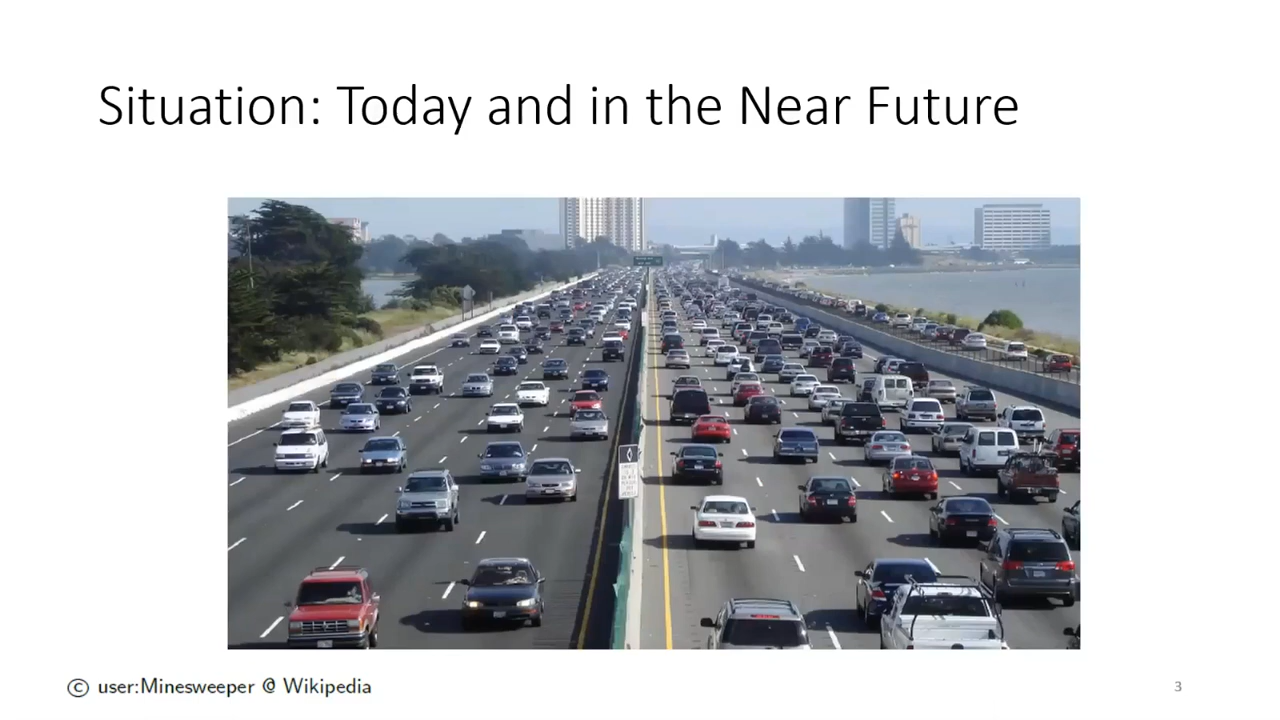 Situation: Today and in the Near Future
© user:Minesweeper @ Wikipedia
3